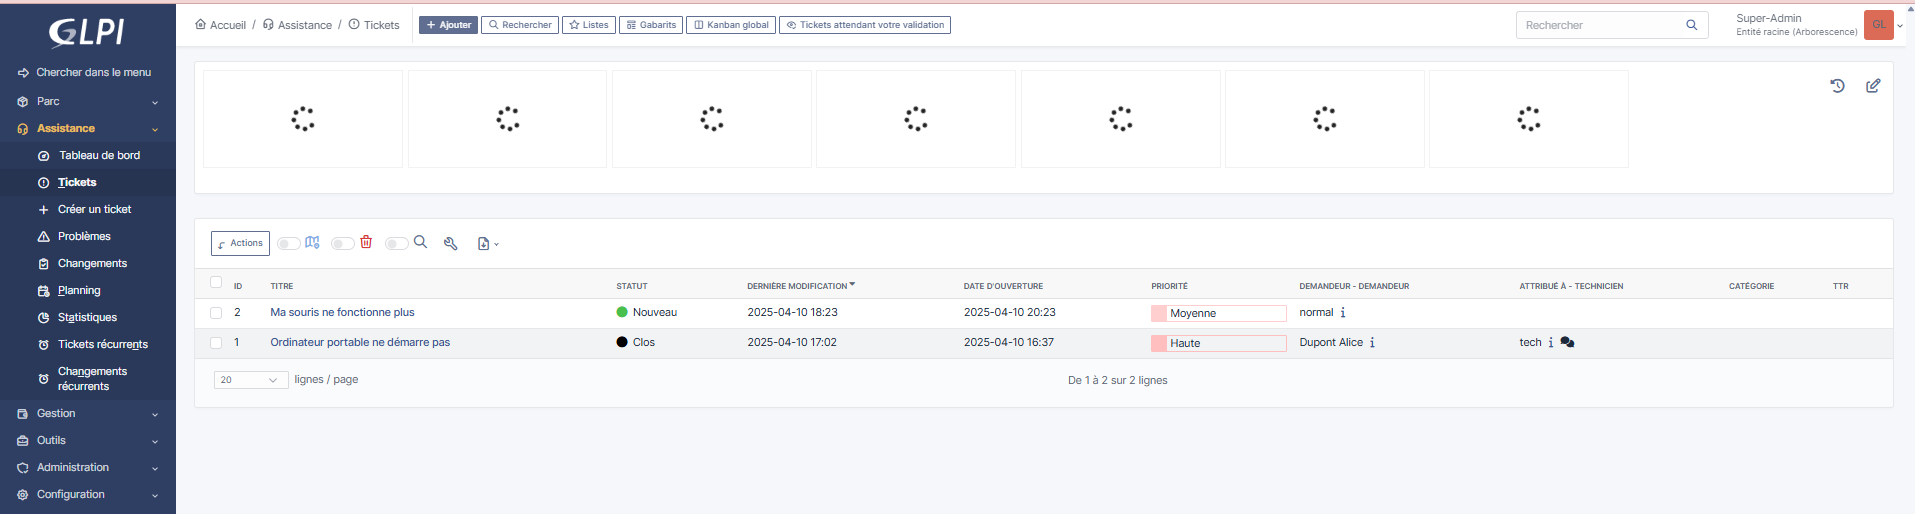 GLPI
Accueil / Assistance / Tickets
Ajouter
Rechercher
Listes
Gabarits
Kanban global
Tickets attendant votre validation
Rechercher
Super-Admin
Entité racine (Arborescence)
GL
Chercher dans le menu
Parc
Assistance
Tableau de bord
Tickets
Créer un ticket
Problèmes
Changements
Planning
Statistiques
Tickets récurrents
Changements
récurrents
Gestion
Outils
Administration
Configuration
Actions
ID TITRE STATUT DERNIÈRE MODIFICATION DATE D'OUVERTURE PRIORITÉ DEMANDEUR - DEMANDEUR ATTRIBUÉ À - TECHNICIEN CATÉGORIE TTR
2 Ma souris ne fonctionne plus Nouveau 2025-04-10 18:23 2025-04-10 20:23 Moyenne normal i
1 Ordinateur portable ne démarre pas Clos 2025-04-10 17:02 2025-04-10 16:37 Haute Dupont Alice i tech i
20 lignes / page De 1 à 2 sur 2 lignes